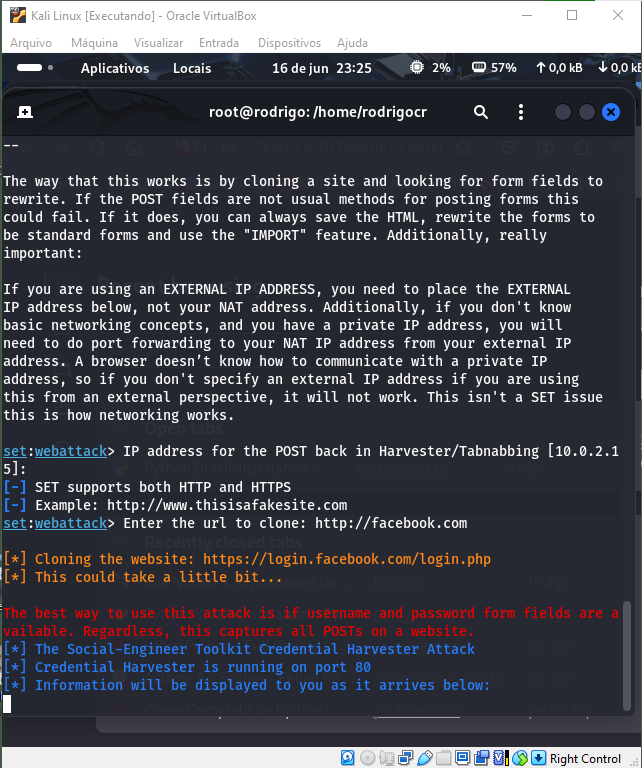 Kali Linux [Executando] - Oracle VirtualBox
Arquivo Máquina Visualizar Entrada Dispositivos Ajuda
Aplicativos Locais 16 de jun 23:25 2% 57% 0,0 kB 0,0 kB
root@rodrigo: /home/rodrigocr
--
The way that this works is by cloning a site and looking for form fields to
rewrite. If the POST fields are not usual methods for posting forms this
could fail. If it does, you can always save the HTML, rewrite the forms to
be standard forms and use the "IMPORT" feature. Additionally, really
important:
If you are using an EXTERNAL IP ADDRESS, you need to place the EXTERNAL
IP address below, not your NAT address. Additionally, if you don't know
basic networking concepts, and you have a private IP address, you will
need to do port forwarding to your NAT IP address from your external IP
address. A browser doesn’t know how to communicate with a private IP
address, so if you don't specify an external IP address if you are using
this from an external perspective, it will not work. This isn't a SET issue
this is how networking works.
set:webattack> IP address for the POST back in Harvester/Tabnabbing [10.0.2.1
5]:
[-] SET supports both HTTP and HTTPS
[-] Example: http://www.thisisafakesite.com
set:webattack> Enter the url to clone: http://facebook.com
[*] Cloning the website: https://login.facebook.com/login.php
[*] This could take a little bit...
The best way to use this attack is if username and password form fields are a
vailable. Regardless, this captures all POSTs on a website.
[*] The Social-Engineer Toolkit Credential Harvester Attack
[*] Credential Harvester is running on port 80
[*] Information will be displayed to you as it arrives below:
Right Control